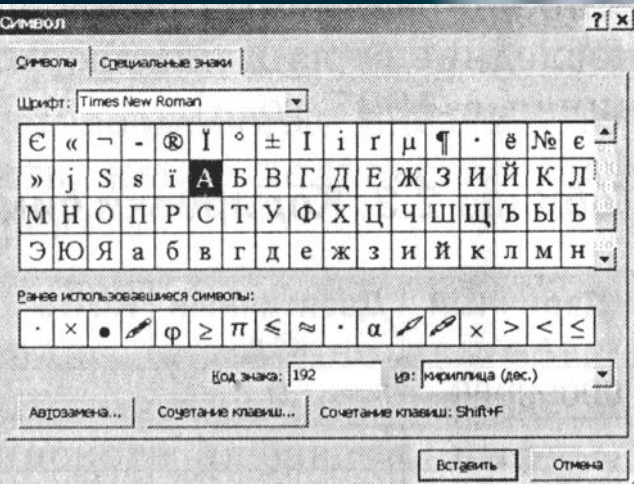 Символ
? ×
Символы Специальные знаки
Шрифт: Times New Roman
Є « ¬ - ® Ї ° ± І і ґ µ ¶ · ё № є
» ј Ѕ ѕ ї А Б В Г Д Е Ж З И Й К Л
М Н О П Р С Т У Ф Х Ц Ч Ш Щ Ъ Ы Ь
Э Ю Я а б в г д е ж з и й к л м н
Ранее использовавшиеся символы:
· × ● φ ≥ π ⩽ ≈ · α × > < ≤
Код знака: 192 из: кириллица (дес.)
Автозамена... Сочетание клавиш... Сочетание клавиш: Shift+F
Вставить Отмена